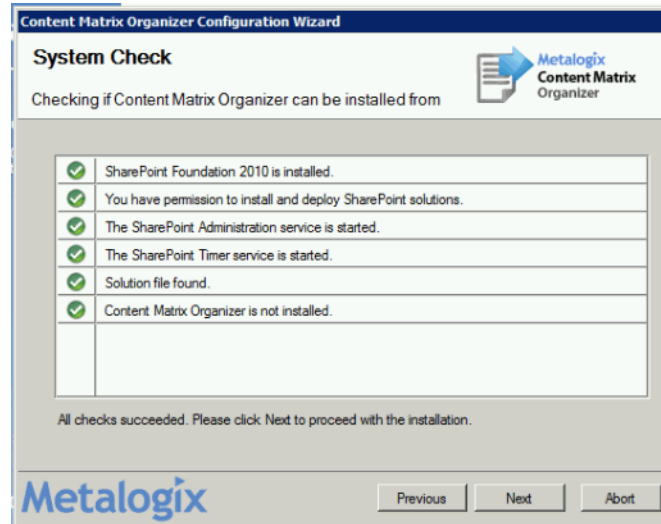 Content Matrix Organizer Configuration Wizard
System Check
Metalogix
Content Matrix
Organizer
Checking if Content Matrix Organizer can be installed from
SharePoint Foundation 2010 is installed.
You have permission to install and deploy SharePoint solutions.
The SharePoint Administration service is started.
The SharePoint Timer service is started.
Solution file found.
Content Matrix Organizer is not installed.
All checks succeeded. Please click Next to proceed with the installation.
Metalogix
Previous
Next
Abort